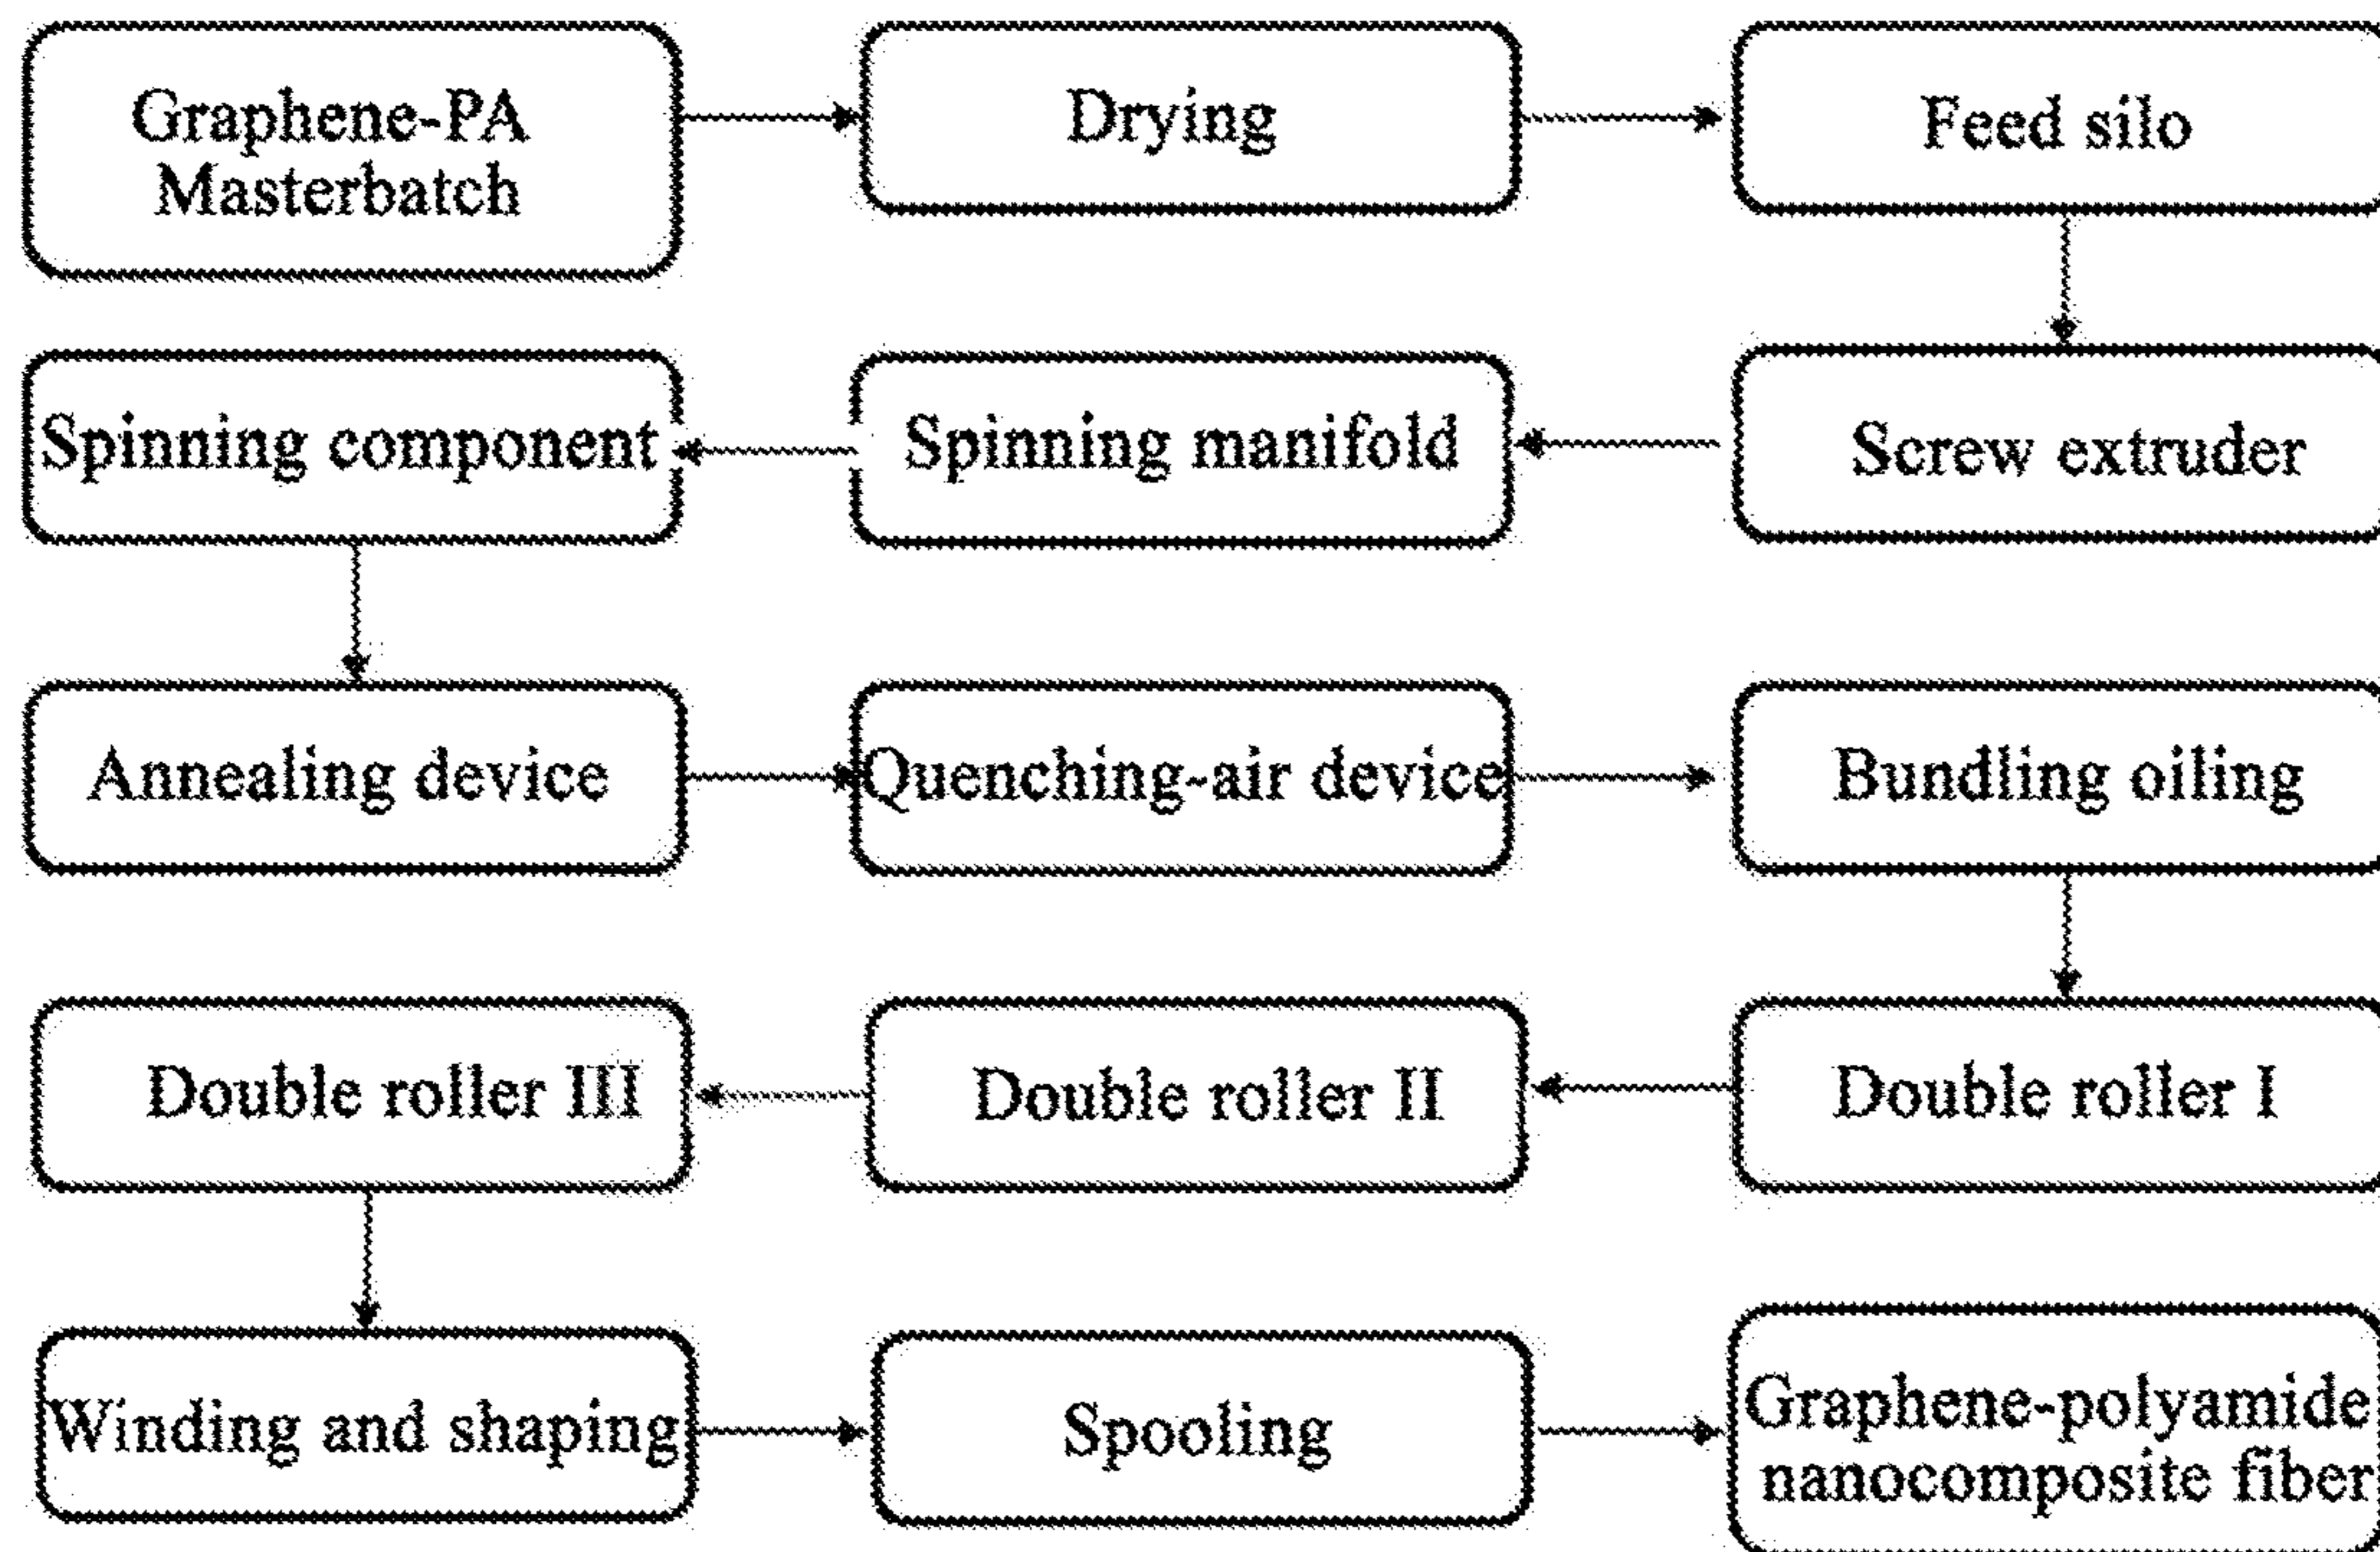 Graphene-PA
Masterbatch
Drying
Feed silo
Spinning component
Spinning manifold
Screw extruder
Annealing device
Quenching-air device
Bundling oiling
Double roller III
Double roller II
Double roller I
Winding and shaping
Spooling
Graphene-polyamide
nanocomposite fiber